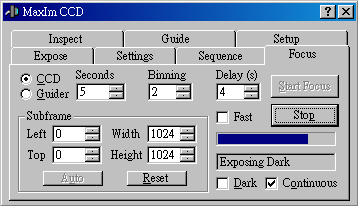 MaxIm CCD
Inspect Guide Setup
Expose Settings Sequence Focus
CCD Seconds Binning Delay (s)
Guider 5 2 4 Start Focus
Fast Stop
Subframe
Left 0 Width 1024
Top 0 Height 1024 Exposing Dark
Auto Reset Dark Continuous